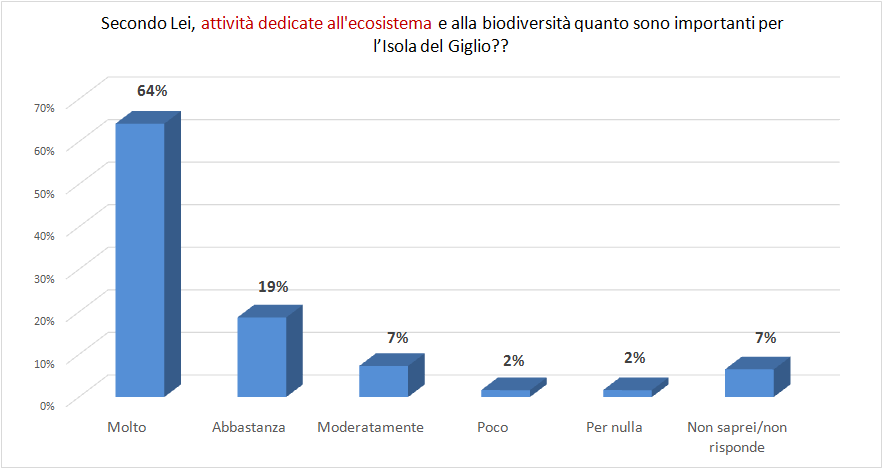 Secondo Lei, attività dedicate all'ecosistema e alla biodiversità quanto sono importanti per
l’Isola del Giglio??
64%
70%
60%
50%
40%
30%
20%
10%
0%
19%
7%
2%
2%
7%
Molto
Abbastanza
Moderatamente
Poco
Per nulla
Non saprei/non
risponde